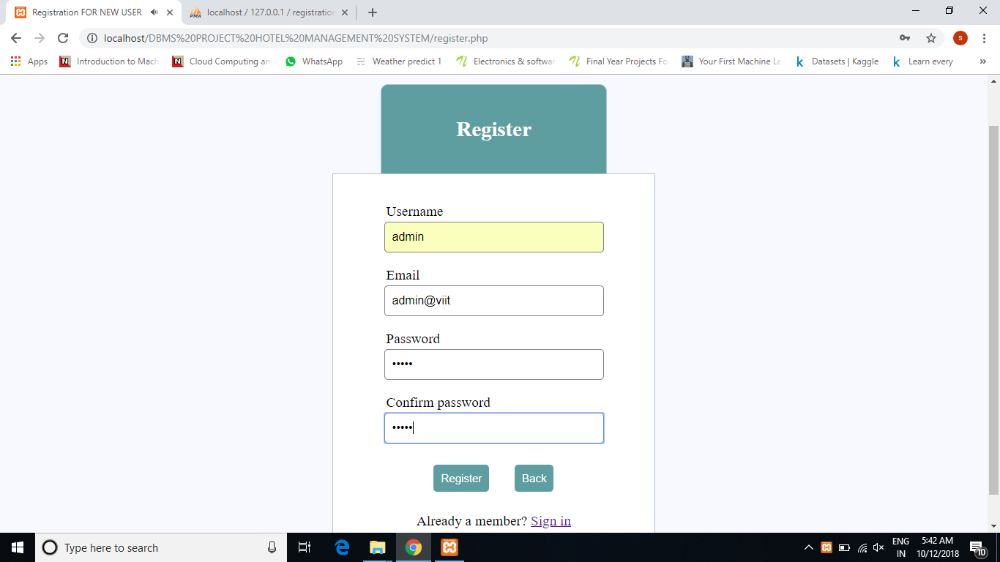 Registration FOR NEW USER
localhost / 127.0.0.1 / registration
localhost/DBMS%20PROJECT%20HOTEL%20MANAGEMENT%20SYSTEM/register.php
S
Apps
Introduction to Mach
Cloud Computing an
WhatsApp
Weather predict 1
Electronics & softwar
Final Year Projects Fo
Your First Machine Le
Datasets | Kaggle
Learn every
»
Register
Username
admin
Email
admin@viit
Password
•••••
Confirm password
•••••
Register
Back
Already a member? Sign in
Type here to search
ENG
IN
5:42 AM
10/12/2018
10